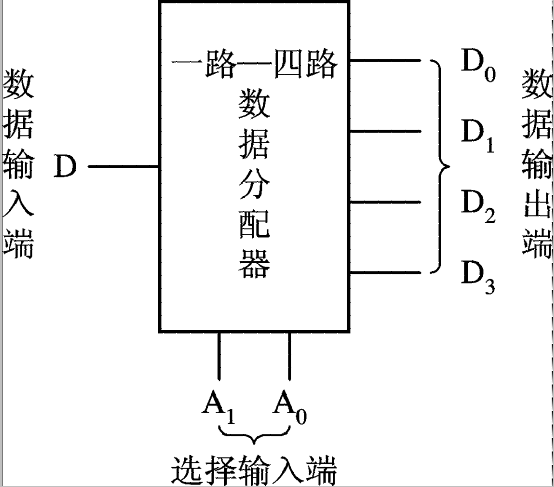 一路—四路
数据分配器
数据输入端
D
D0
D1
D2
D3
数据输出端
A1 A0
选择输入端